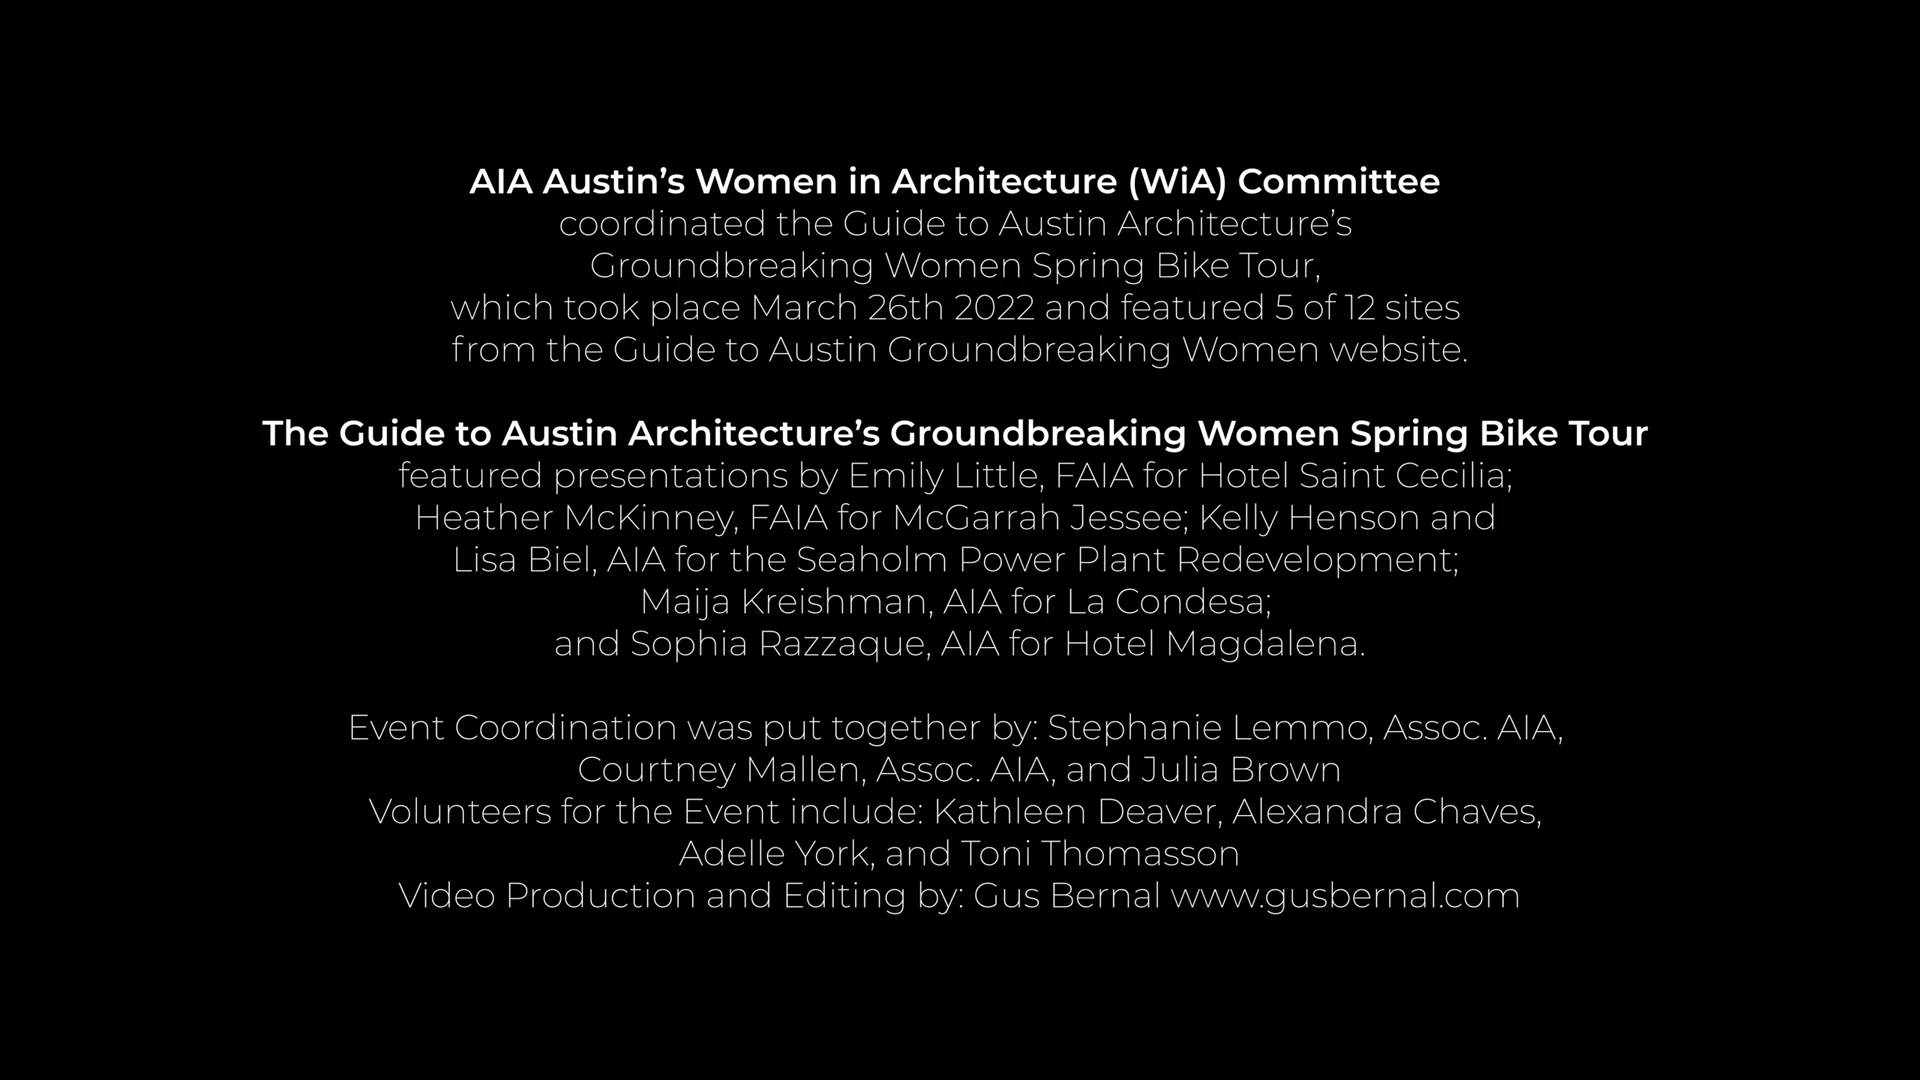 AIA Austin’s Women in Architecture (WiA) Committee
coordinated the Guide to Austin Architecture’s
Groundbreaking Women Spring Bike Tour,
which took place March 26th 2022 and featured 5 of 12 sites
from the Guide to Austin Groundbreaking Women website.
The Guide to Austin Architecture’s Groundbreaking Women Spring Bike Tour
featured presentations by Emily Little, FAIA for Hotel Saint Cecilia;
Heather McKinney, FAIA for McGarrah Jessee; Kelly Henson and
Lisa Biel, AIA for the Seaholm Power Plant Redevelopment;
Maija Kreishman, AIA for La Condesa;
and Sophia Razzaque, AIA for Hotel Magdalena.
Event Coordination was put together by: Stephanie Lemmo, Assoc. AIA,
Courtney Mallen, Assoc. AIA, and Julia Brown
Volunteers for the Event include: Kathleen Deaver, Alexandra Chaves,
Adelle York, and Toni Thomasson
Video Production and Editing by: Gus Bernal www.gusbernal.com